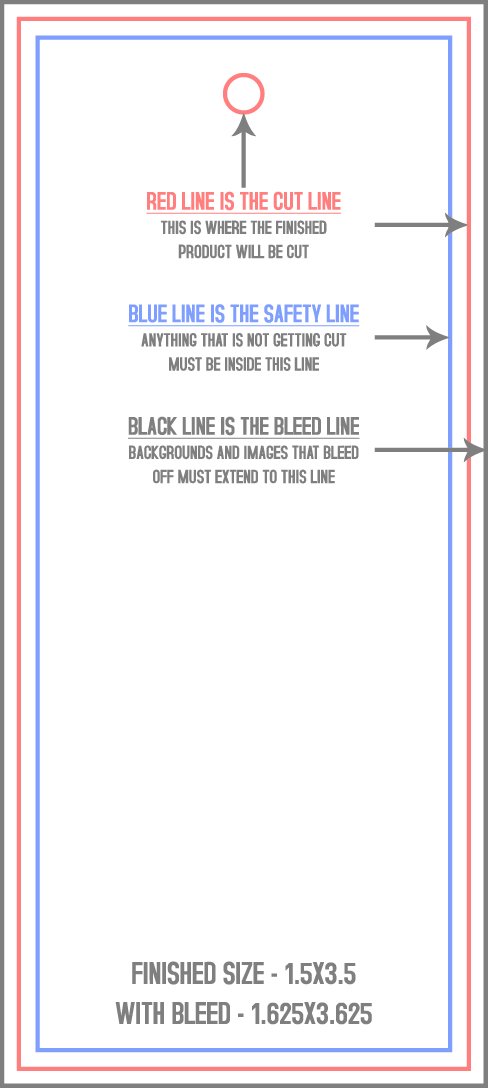 RED LINE IS THE CUT LINE
THIS IS WHERE THE FINISHED
PRODUCT WILL BE CUT
BLUE LINE IS THE SAFETY LINE
ANYTHING THAT IS NOT GETTING CUT
MUST BE INSIDE THIS LINE
BLACK LINE IS THE BLEED LINE
BACKGROUNDS AND IMAGES THAT BLEED
OFF MUST EXTEND TO THIS LINE
FINISHED SIZE - 1.5X3.5
WITH BLEED - 1.625X3.625